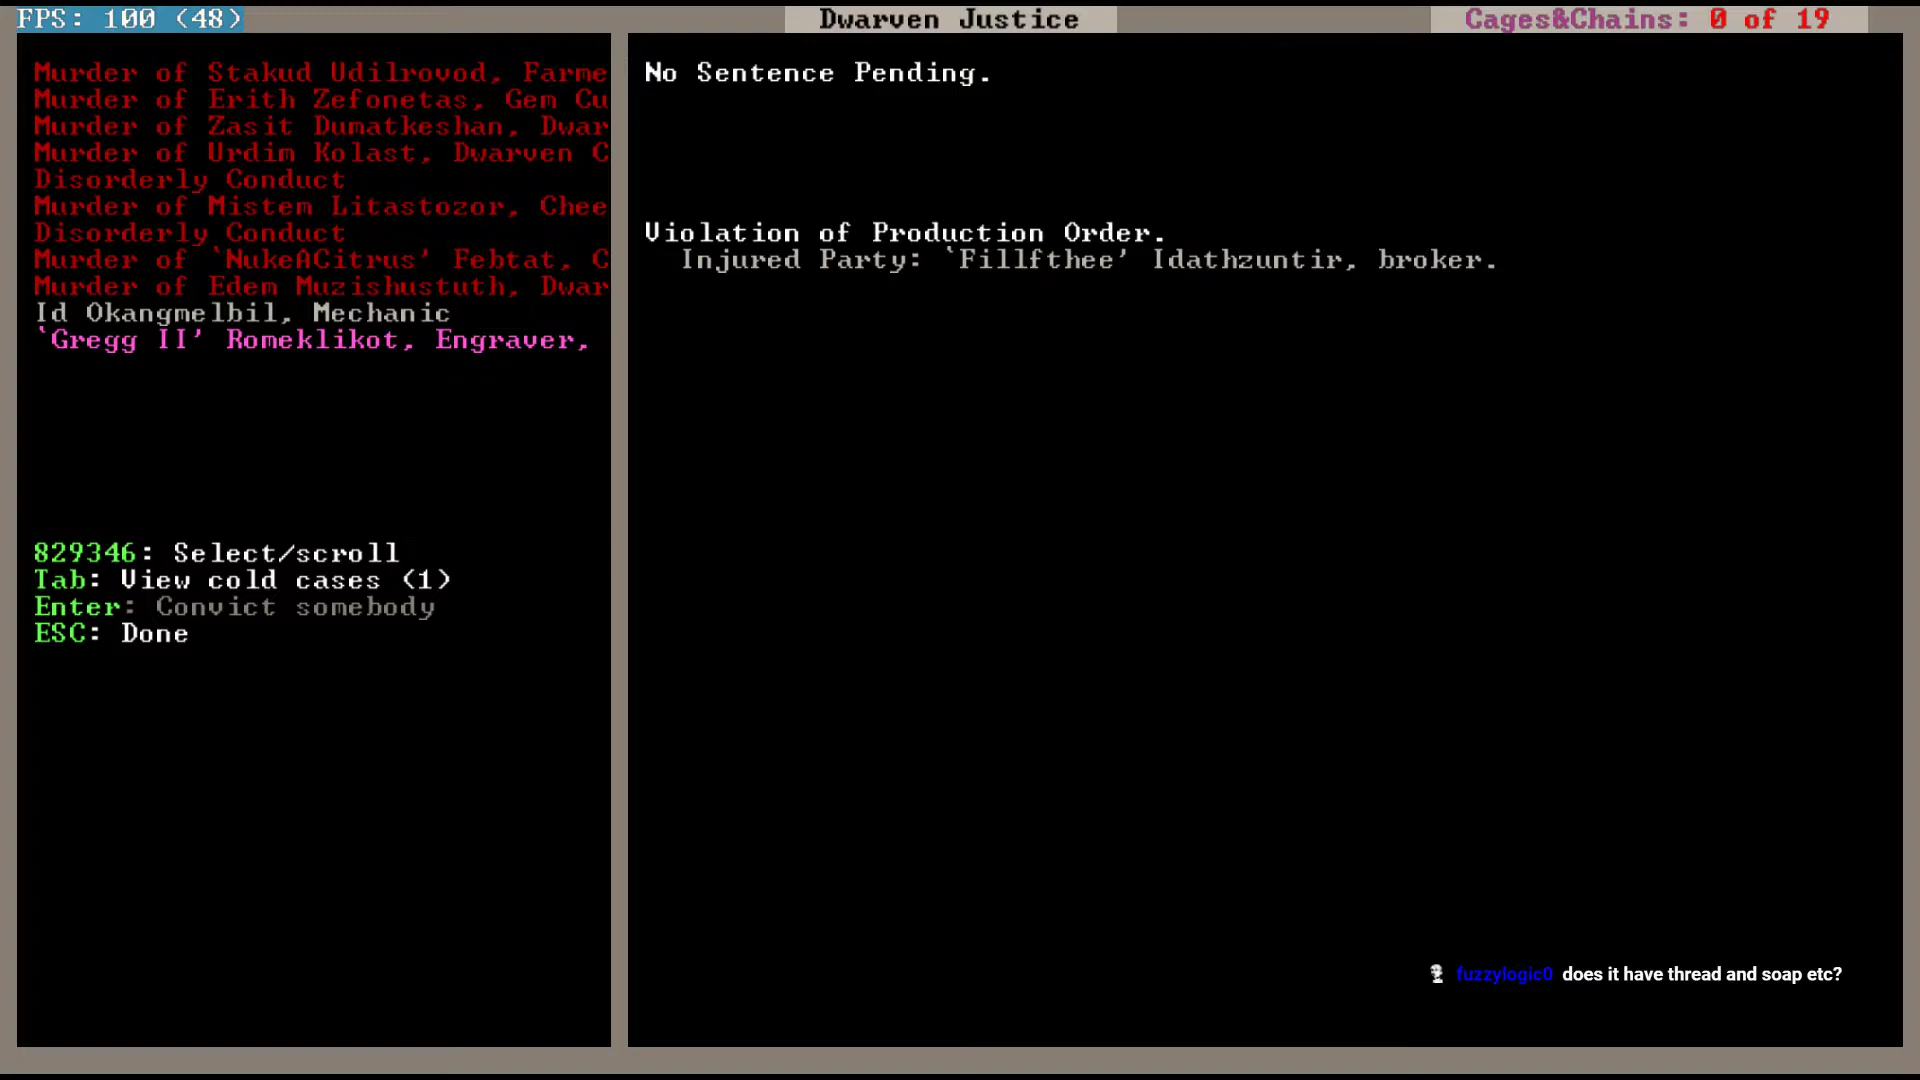 FPS: 100 (48)
Dwarven Justice
Cages&Chains: 0 of 19
Murder of Stakud Udilrovod, Farme
Murder of Erith Zefonetas, Gem Cu
Murder of Zasit Dumatkeshan, Dwar
Murder of Urdim Kolast, Dwarven C
Disorderly Conduct
Murder of Mistem Litastozor, Chee
Disorderly Conduct
Murder of `NukeACitrus' Febtat, C
Murder of Edem Muzishustuth, Dwar
Id Okangmelbil, Mechanic
`Gregg II' Romeklikot, Engraver,
829346: Select/scroll
Tab: View cold cases (1)
Enter: Convict somebody
ESC: Done
No Sentence Pending.
Violation of Production Order.
Injured Party: `Fillfthee' Idathzuntir, broker.
fuzzylogic0 does it have thread and soap etc?